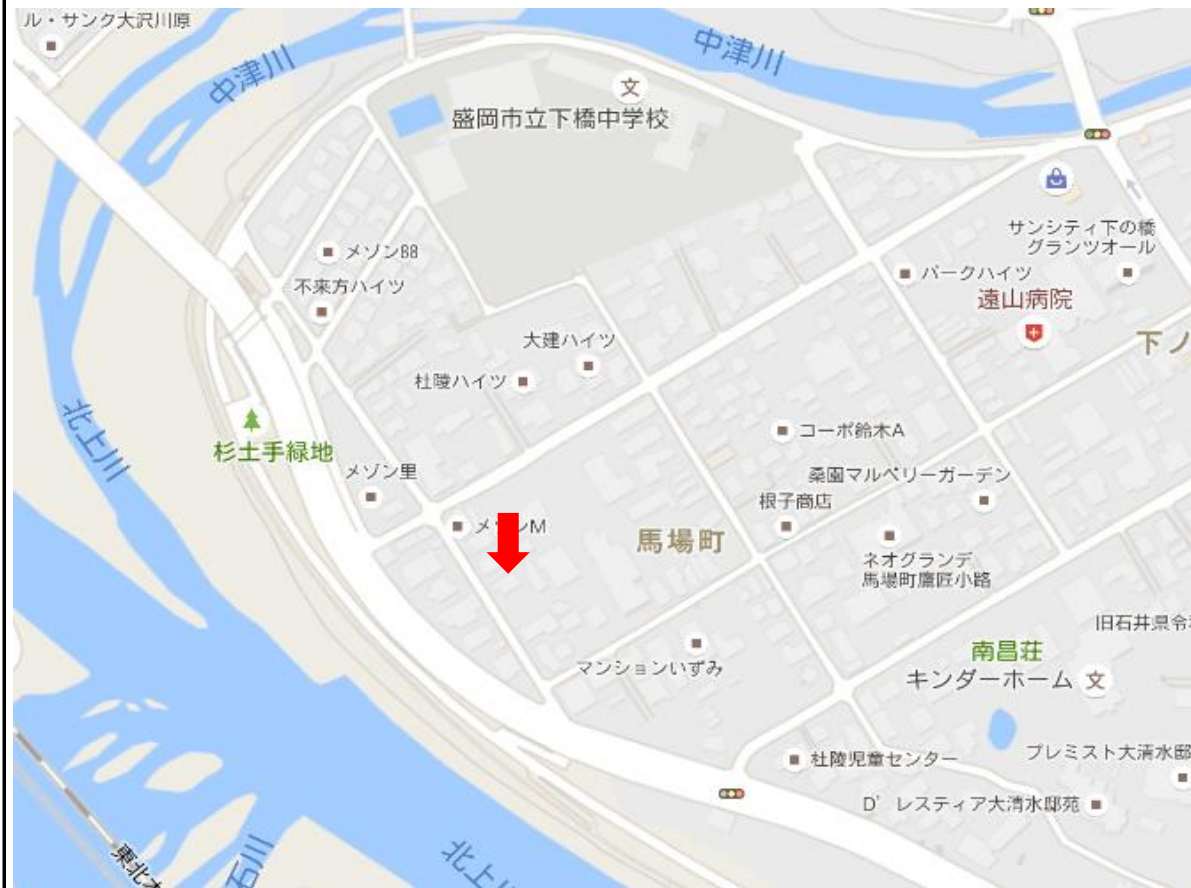 ル・サンク大沢川原
中津川
中津川
文
盛岡市立下橋中学校
サンシティ下の橋
グランツオール
メゾン88
パークハイツ
不来方ハイツ
遠山病院
大建ハイツ
下ノ
杜陵ハイツ
北上川
コーポ鈴木A
杉土手緑地
メゾン里
桑園マルベリーガーデン
根子商店
馬場町
ネオグランデ
馬場町鷹匠小路
旧石井県令
南昌荘
マンションいずみ
キンダーホーム
文
杜陵児童センター
プレミスト大清水邸
D’レスティア大清水邸苑
東北本
石川
北上川